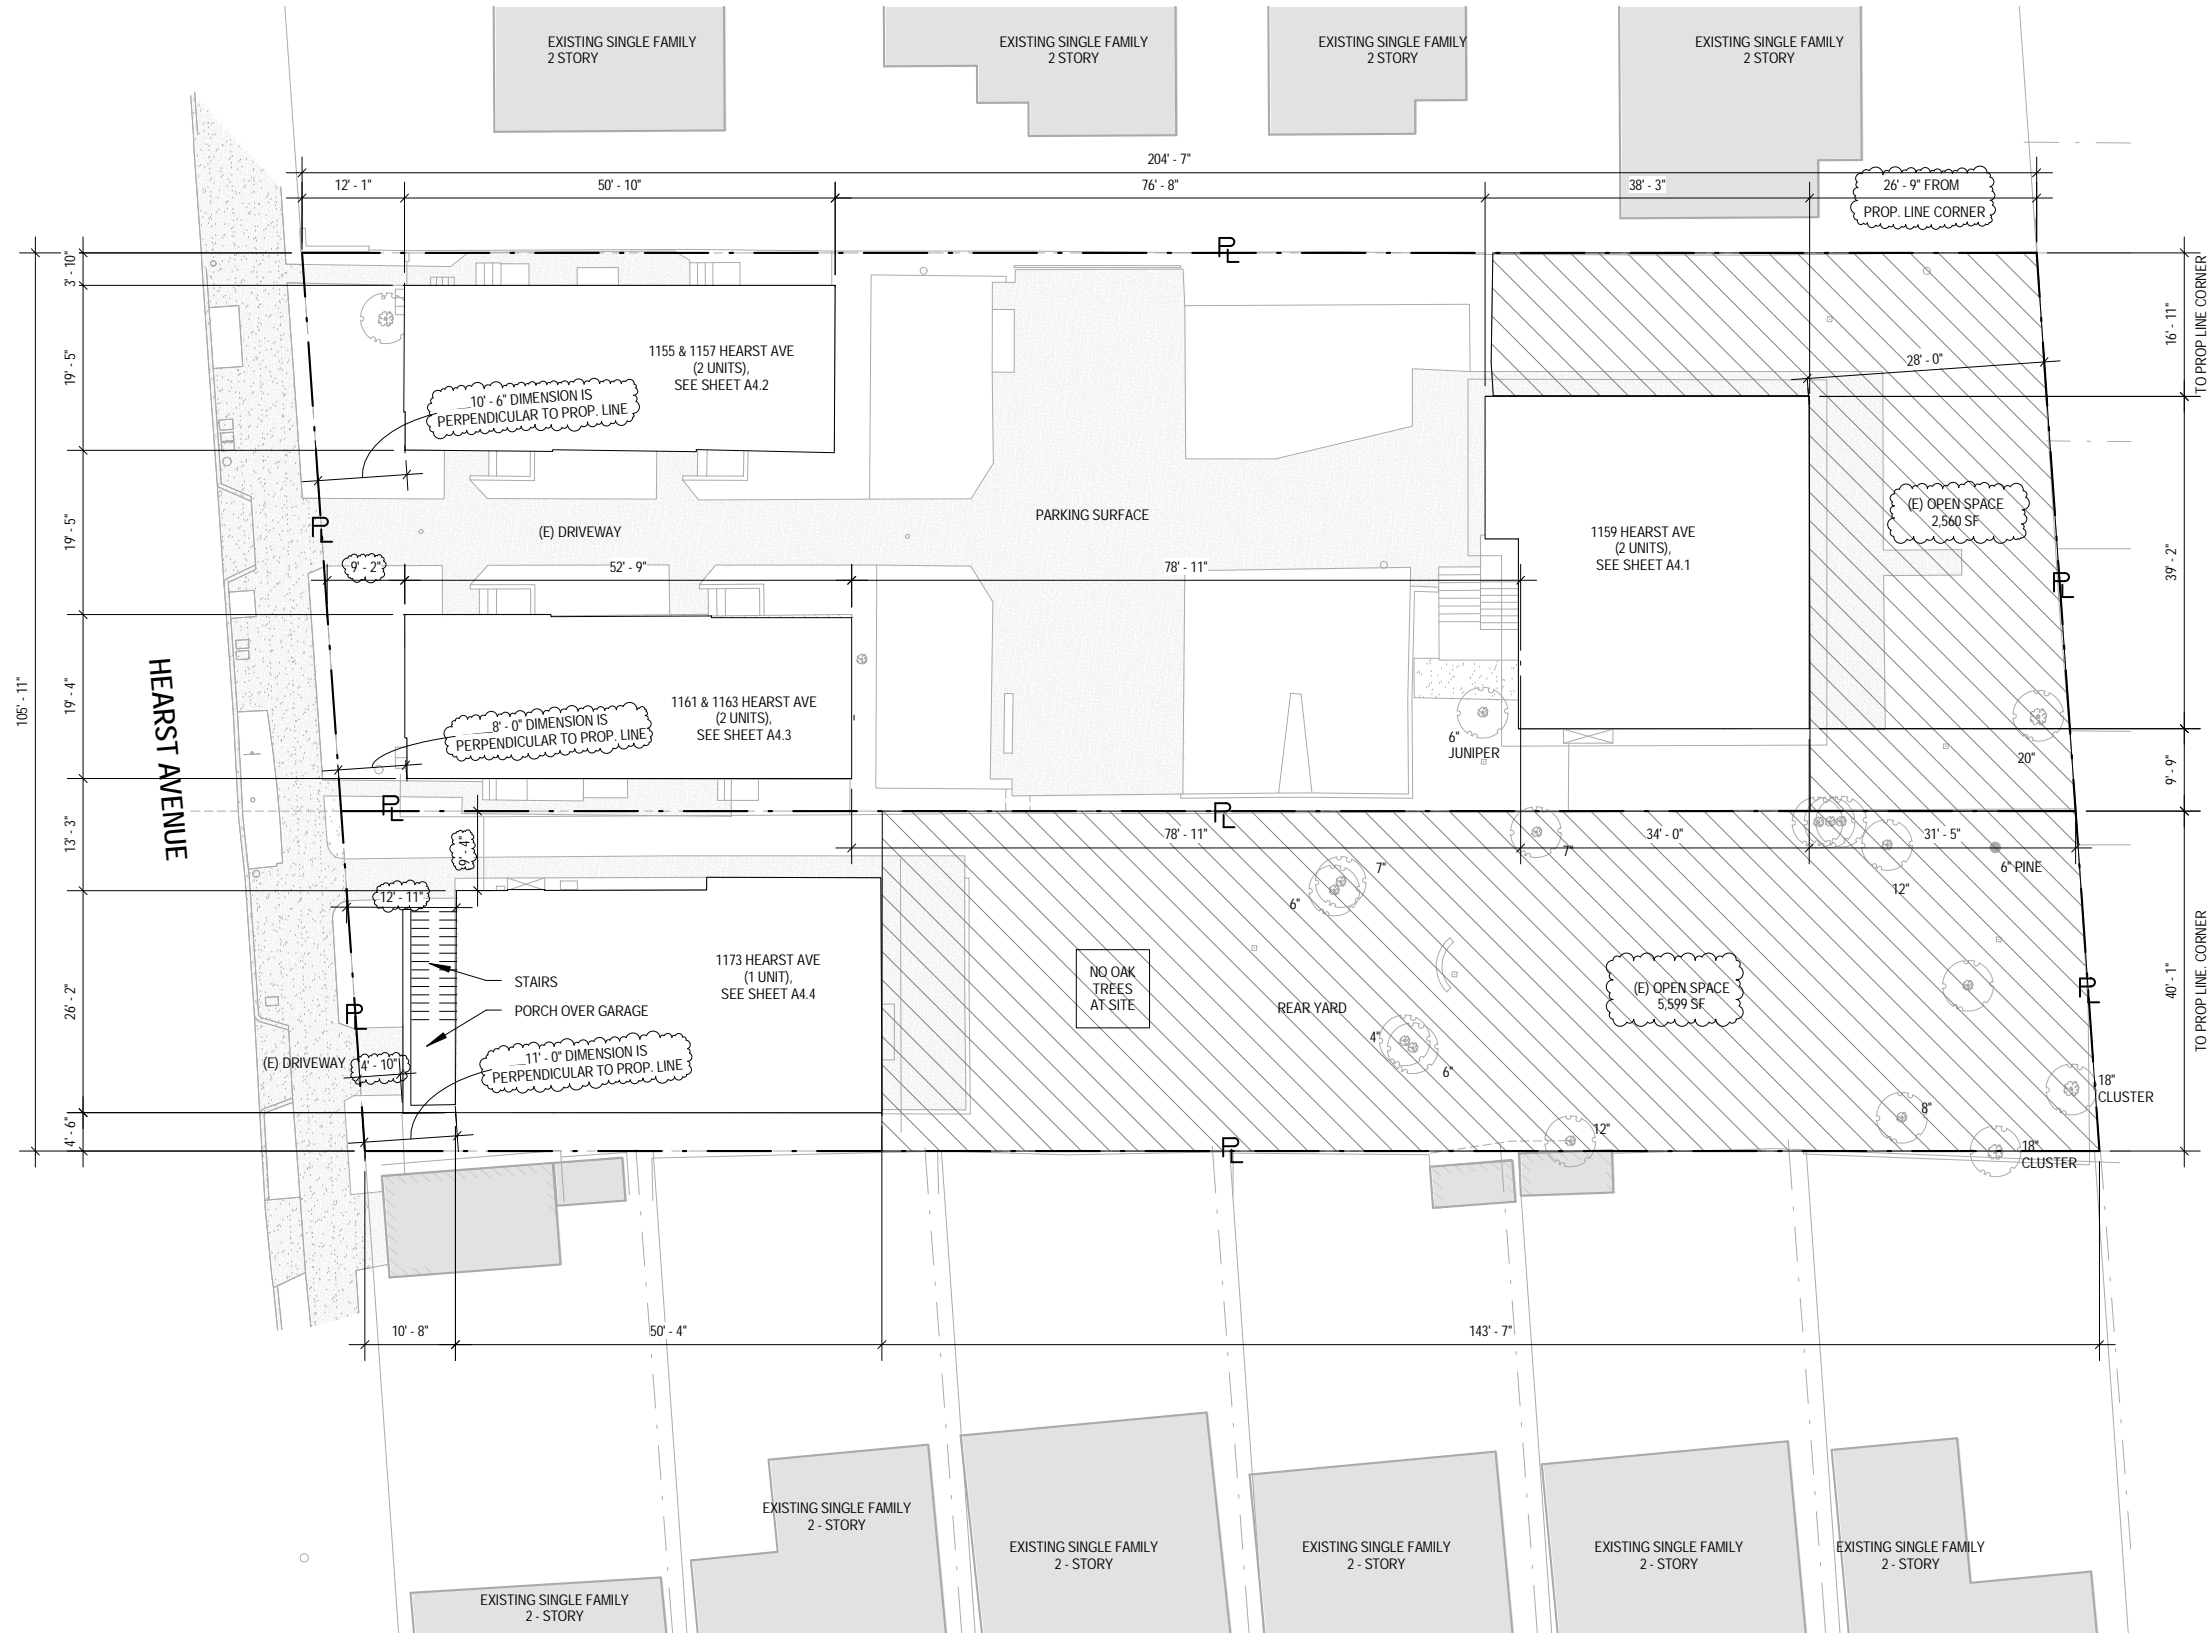 EXISTING SINGLE FAMILY
2 STORY
EXISTING SINGLE FAMILY
2 STORY
EXISTING SINGLE FAMILY
2 STORY
EXISTING SINGLE FAMILY
2 STORY
204' - 7"
12' - 1"
50' - 10"
76' - 8"
38' - 3"
26' - 9" FROM
PROP. LINE CORNER
PL
3' - 10"
19' - 5"
19' - 5"
19' - 4"
13' - 3"
26' - 2"
4' - 6"
105' - 11"
HEARST AVENUE
16' - 11"
TO PROP LINE CORNER
39' - 2"
9' - 9"
40' - 1"
TO PROP LINE. CORNER
1155 & 1157 HEARST AVE
(2 UNITS),
SEE SHEET A4.2
10' - 6" DIMENSION IS
PERPENDICULAR TO PROP. LINE
28' - 0"
(E) OPEN SPACE
2,560 SF
PL
(E) DRIVEWAY
PARKING SURFACE
1159 HEARST AVE
(2 UNITS),
SEE SHEET A4.1
9' - 2"
52' - 9"
78' - 11"
PL
1161 & 1163 HEARST AVE
(2 UNITS),
SEE SHEET A4.3
8' - 0" DIMENSION IS
PERPENDICULAR TO PROP. LINE
6"
JUNIPER
20"
PL
PL
9' - 4"
78' - 11"
34' - 0"
31' - 5"
7"
7"
6"
12"
6" PINE
12' - 11"
STAIRS
PORCH OVER GARAGE
1173 HEARST AVE
(1 UNIT),
SEE SHEET A4.4
NO OAK
TREES
AT SITE
REAR YARD
(E) OPEN SPACE
5,599 SF
PL
PL
(E) DRIVEWAY
4' - 10"
11' - 0" DIMENSION IS
PERPENDICULAR TO PROP. LINE
4"
6"
18"
CLUSTER
8"
12"
18"
CLUSTER
PL
10' - 8"
50' - 4"
143' - 7"
EXISTING SINGLE FAMILY
2 - STORY
EXISTING SINGLE FAMILY
2 - STORY
EXISTING SINGLE FAMILY
2 - STORY
EXISTING SINGLE FAMILY
2 - STORY
EXISTING SINGLE FAMILY
2 - STORY
EXISTING SINGLE FAMILY
2 - STORY